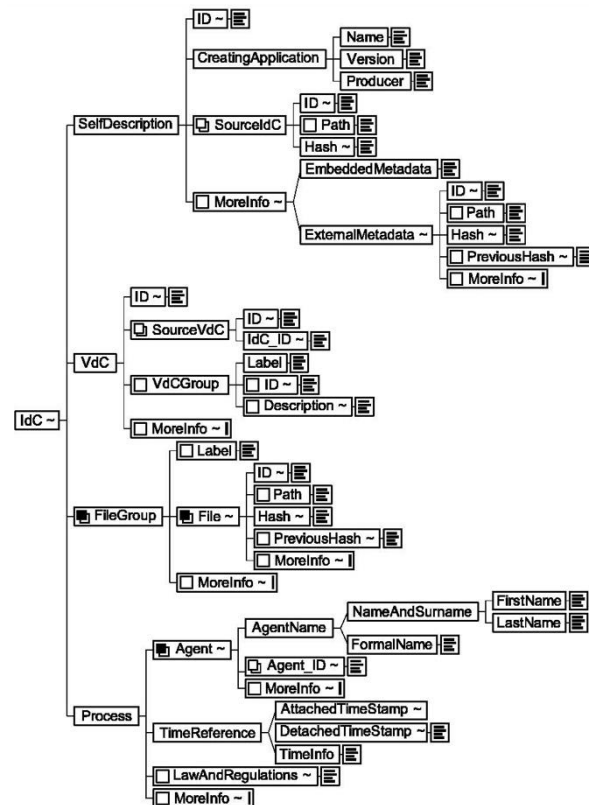 ID ~
CreatingApplication
Name
Version
Producer
SelfDescription
SourceIdC
ID ~
Path
Hash ~
MoreInfo ~
EmbeddedMetadata
ExternalMetadata ~
ID ~
Path
Hash ~
PreviousHash ~
MoreInfo ~
IdC ~
VdC
ID ~
SourceVdC
ID ~
IdC_ID ~
VdCGroup
Label
ID ~
Description ~
MoreInfo ~
FileGroup
Label
File ~
ID ~
Path
Hash ~
PreviousHash ~
MoreInfo ~
MoreInfo ~
Process
Agent ~
AgentName
NameAndSurname
FirstName
LastName
FormalName
Agent_ID ~
MoreInfo ~
TimeReference
AttachedTimeStamp ~
DetachedTimeStamp ~
TimeInfo
LawAndRegulations ~
MoreInfo ~